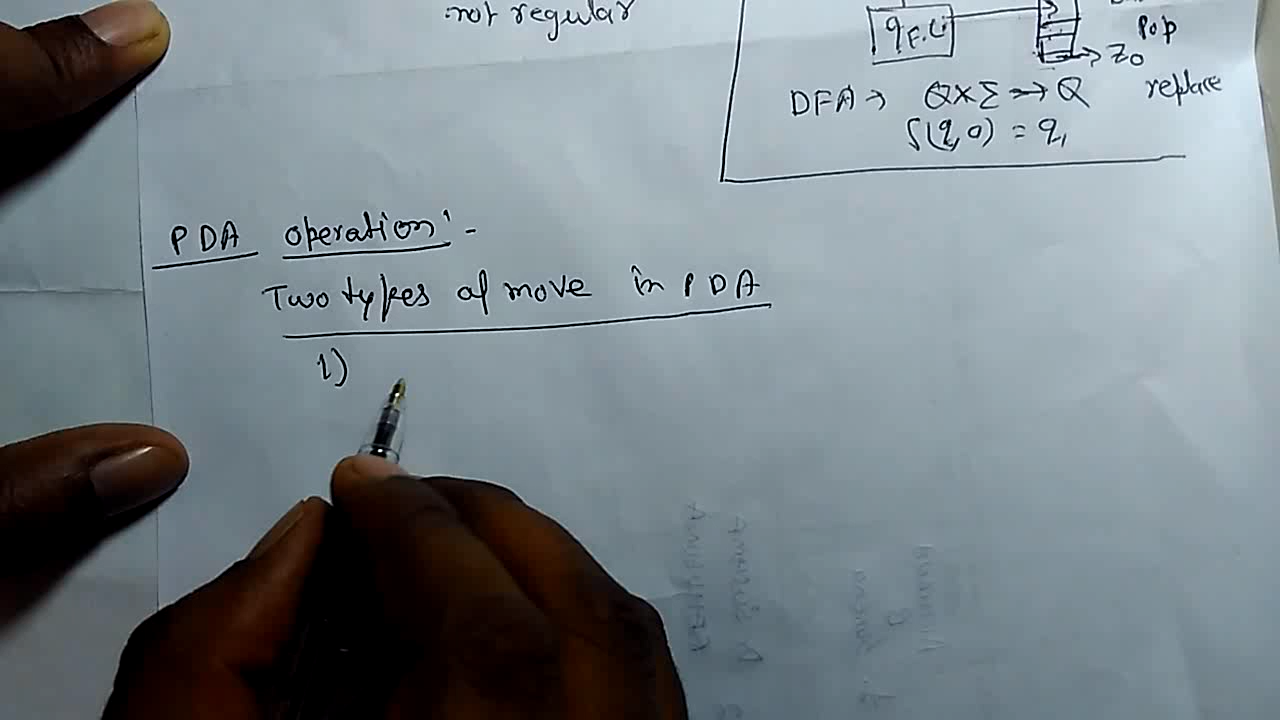 not regular
q F.C
Pop
Z0
replace
DFA → Q×Σ → Q
δ(q,0) = q1
PDA operation:-
Two types of move in PDA
1)